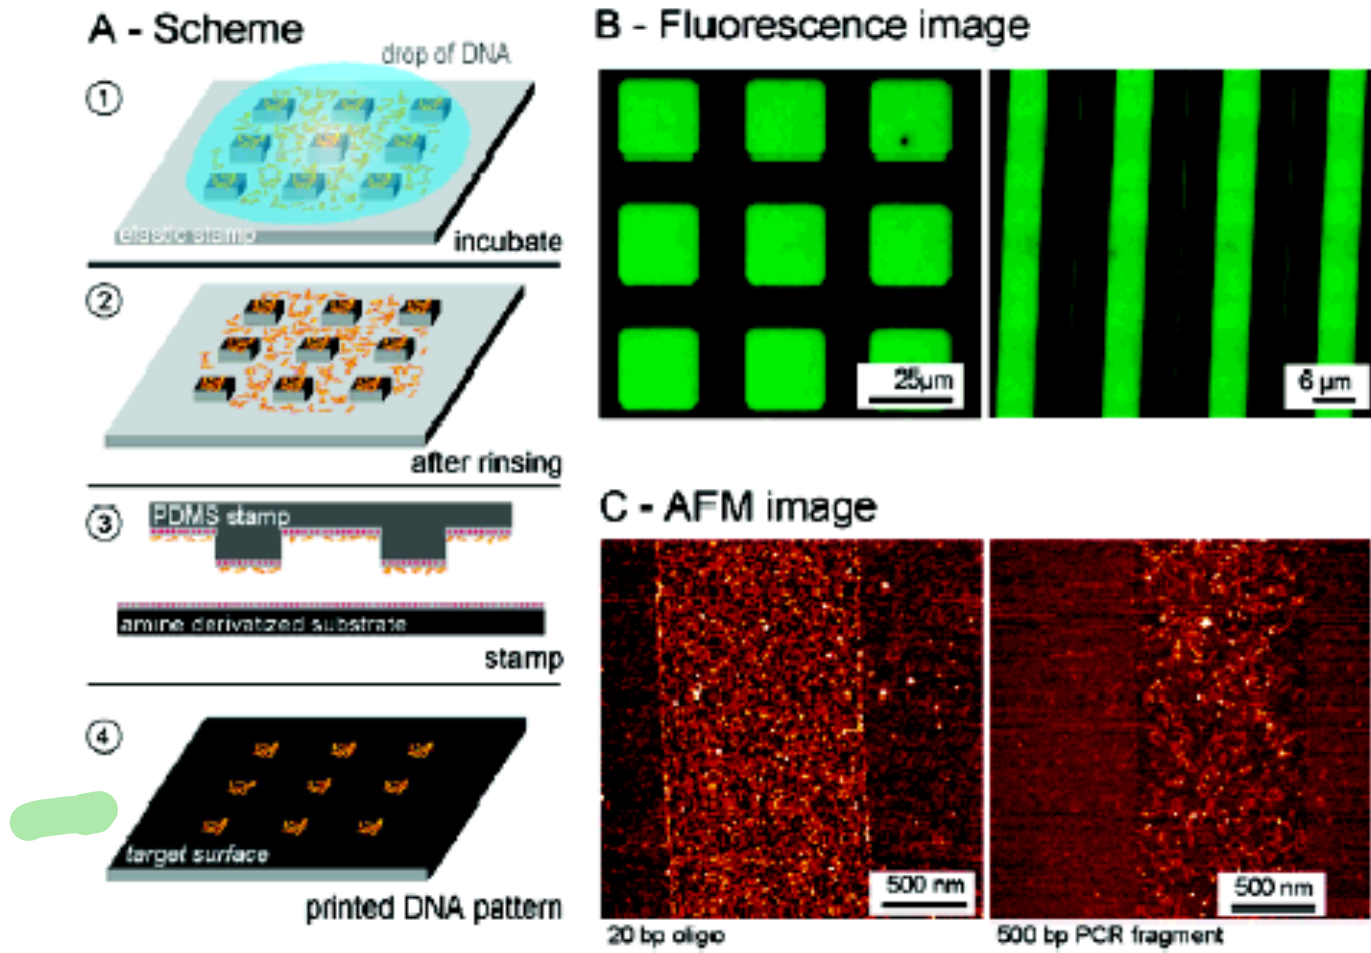 A - Scheme
drop of DNA
1
elastic stamp
incubate
2
after rinsing
3
PDMS stamp
amine derivatized substrate
stamp
4
target surface
printed DNA pattern
B - Fluorescence image
25µm
6 µm
C - AFM image
500 nm
500 nm
20 bp oligo
500 bp PCR fragment